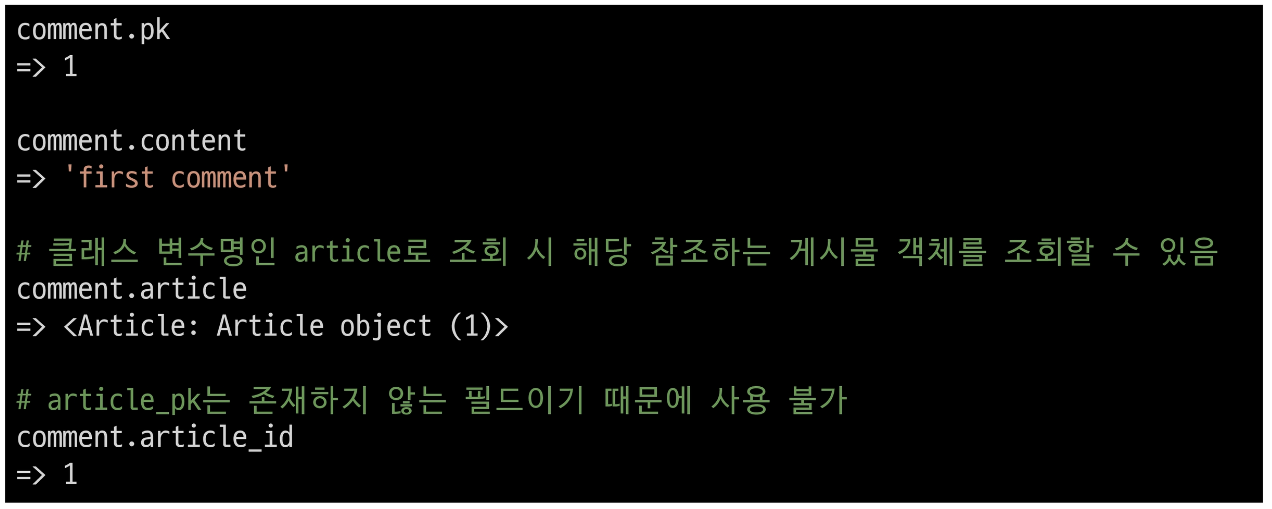 comment.pk
=> 1
comment.content
=> 'first comment'
# 클래스 변수명인 article로 조회 시 해당 참조하는 게시물 객체를 조회할 수 있음
comment.article
=> <Article: Article object (1)>
# article_pk는 존재하지 않는 필드이기 때문에 사용 불가
comment.article_id
=> 1